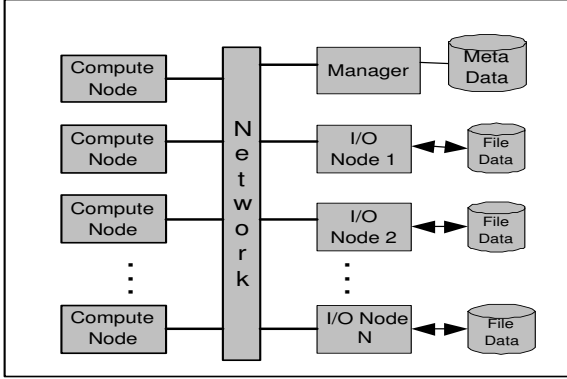 Compute
Node
Compute
Node
Compute
Node
Compute
Node
Network
Manager
Meta
Data
I/O
Node 1
File
Data
I/O
Node 2
File
Data
I/O Node
N
File
Data